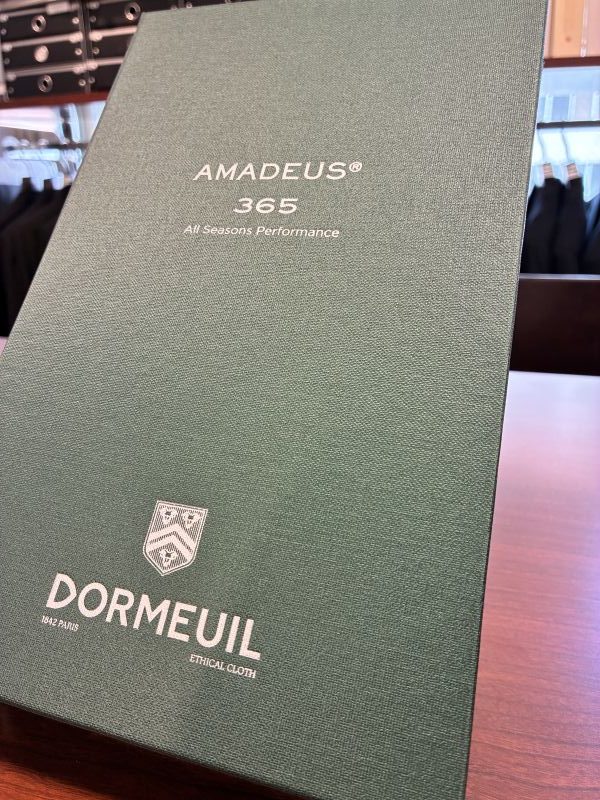 AMADEUS®
365
All Seasons Performance
DORMEUIL
1842 PARIS
ETHICAL CLOTH